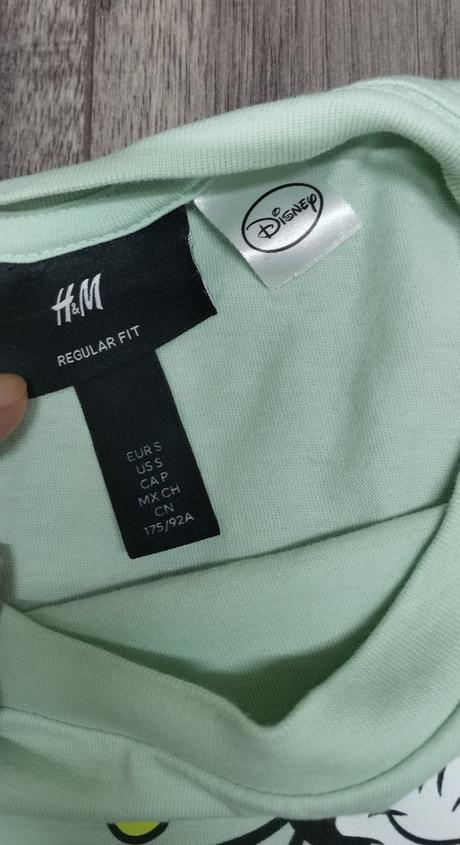 DISNEY
H&M
REGULAR FIT
EUR S
US S
CA P
MX CH
CN
175/92A